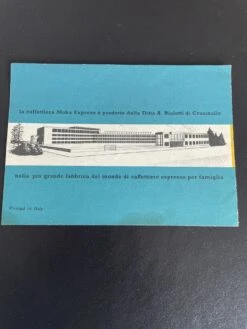 la caffettiera Moka Express è prodotta dalla Ditta A. Bialetti di Crusinallo
nella più grande fabbrica del mondo di caffettiere espresso per famiglia
Printed in Italy